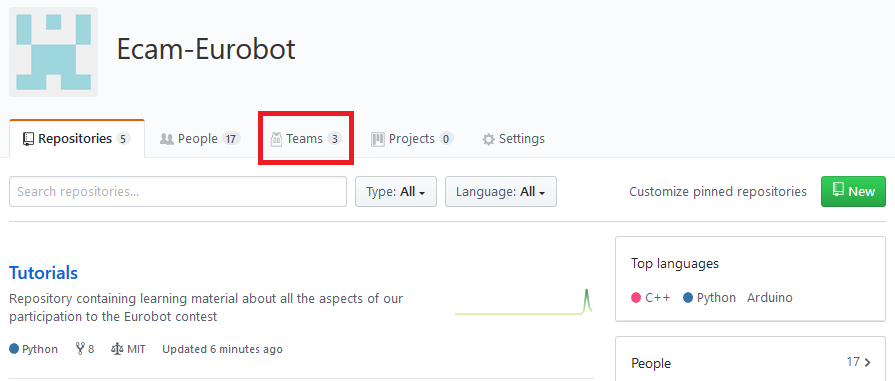 Ecam-Eurobot
Repositories 5 People 17 Teams 3 Projects 0 Settings
Search repositories... Type: All Language: All Customize pinned repositories New
Tutorials
Repository containing learning material about all the aspects of our
participation to the Eurobot contest
Python 8 MIT Updated 6 minutes ago
Top languages
C++ Python Arduino
People 17